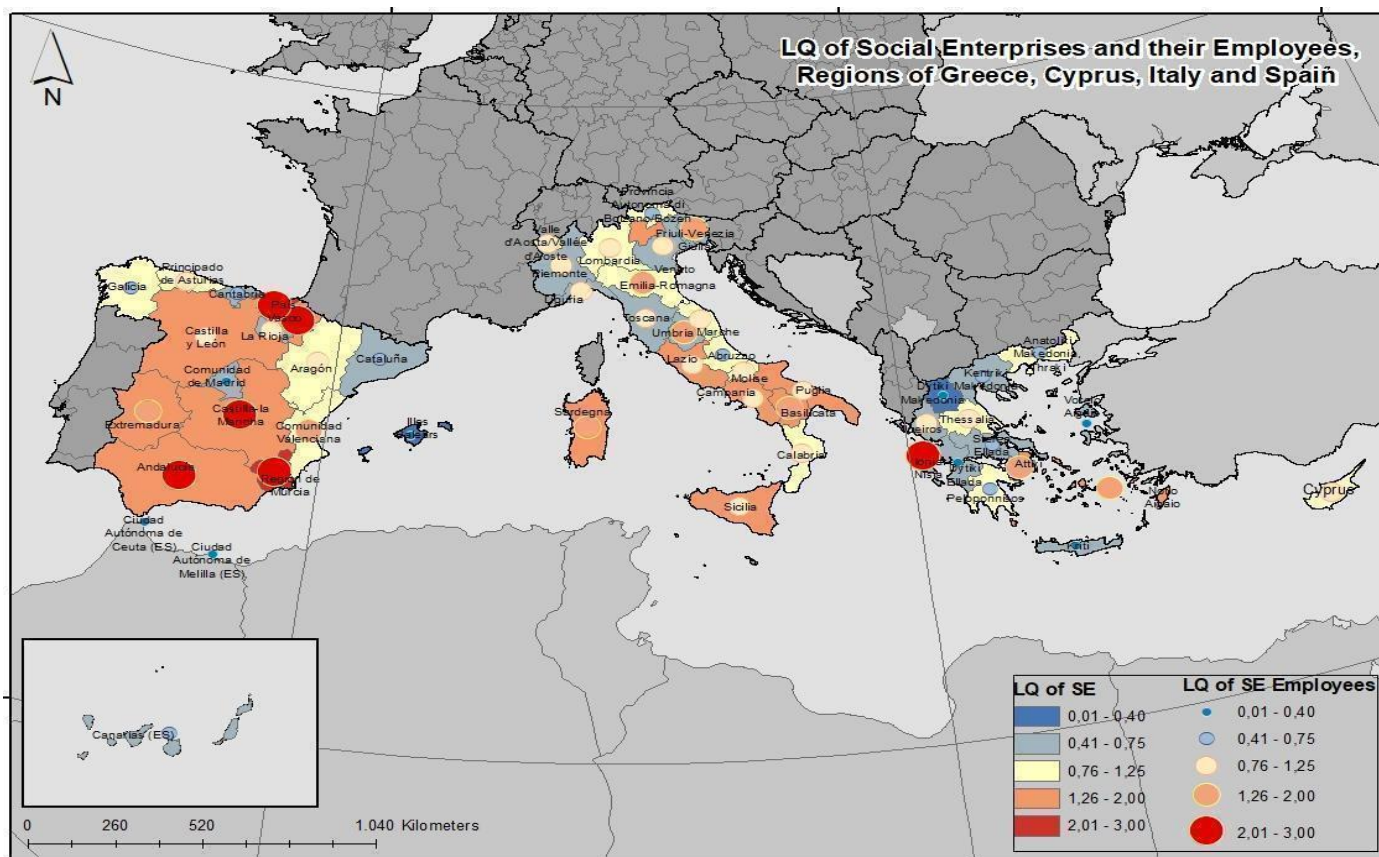 LQ of Social Enterprises and their Employees,
Regions of Greece, Cyprus, Italy and Spain
N
Provincia
Autonoma di
Bolzano/Bozen
Valle
d'Aosta/Vallée
d'Aoste
Friuli-Venezia
Giulia
Lombardia
Piemonte
Veneto
Emilia-Romagna
Liguria
Toscana
Marche
Umbria
Lazio
Abruzzo
Molise
Campania
Puglia
Basilicata
Sardegna
Calabria
Sicilia
Galicia
Principado
de Asturias
Cantabria
País
Vasco
La Rioja
Castilla
y León
Aragón
Cataluña
Comunidad
de Madrid
Castilla-la
Mancha
Extremadura
Comunidad
Valenciana
Illes
Balears
Andalucía
Región de
Murcia
Ciudad
Autónoma de
Ceuta (ES)
Ciudad
Autónoma de
Melilla (ES)
Anatoliki
Makedonia,
Thraki
Kentriki
Makedonia
Dytiki
Makedonia
Thessalia
Ipeiros
Sterea
Ellada
Ionia
Nisia
Dytiki
Ellada
Attiki
Peloponnisos
Voreio
Aigaio
Notio
Aigaio
Kriti
Cyprus
Canarias (ES)
0 260 520 1.040 Kilometers
LQ of SE
0,01 - 0,40
0,41 - 0,75
0,76 - 1,25
1,26 - 2,00
2,01 - 3,00
LQ of SE Employees
0,01 - 0,40
0,41 - 0,75
0,76 - 1,25
1,26 - 2,00
2,01 - 3,00